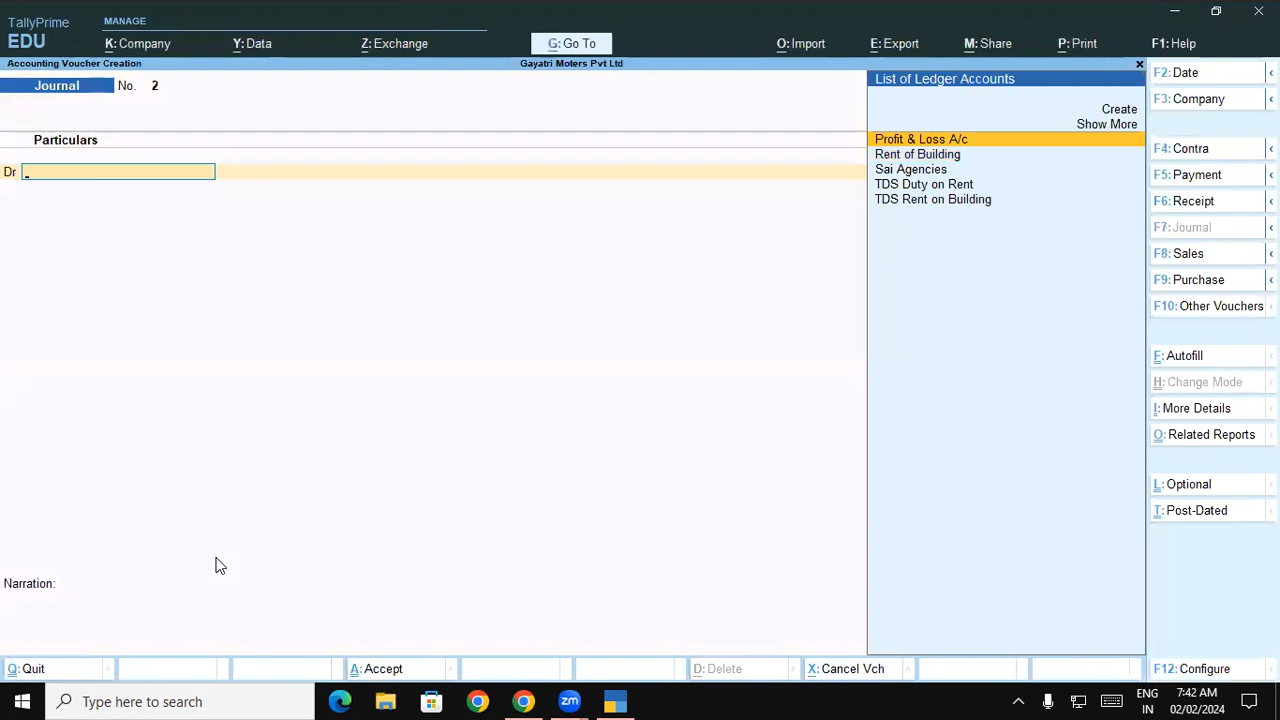 TallyPrime
EDU
MANAGE
K: Company
Y: Data
Z: Exchange
G: Go To
O: Import
E: Export
M: Share
P: Print
F1: Help
Accounting Voucher Creation
Gayatri Moters Pvt Ltd
Journal No. 2
Particulars
Dr
Narration:
List of Ledger Accounts
Create
Show More
Profit & Loss A/c
Rent of Building
Sai Agencies
TDS Duty on Rent
TDS Rent on Building
F2: Date
F3: Company
F4: Contra
F5: Payment
F6: Receipt
F7: Journal
F8: Sales
F9: Purchase
F10: Other Vouchers
F: Autofill
H: Change Mode
I: More Details
O: Related Reports
L: Optional
T: Post-Dated
Q: Quit
A: Accept
D: Delete
X: Cancel Vch
F12: Configure
Type here to search
zm
ENG
IN
7:42 AM
02/02/2024